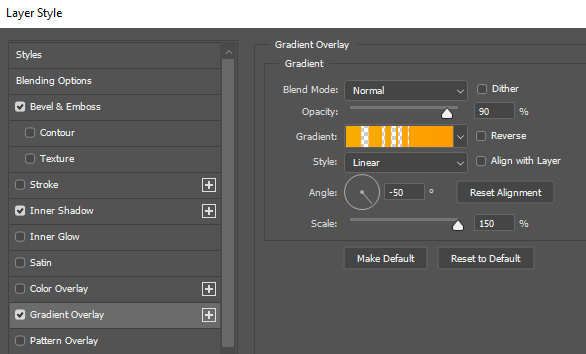 Layer Style
Styles
Blending Options
Bevel & Emboss
Contour
Texture
Stroke
Inner Shadow
Inner Glow
Satin
Color Overlay
Gradient Overlay
Pattern Overlay
Gradient Overlay
Gradient
Blend Mode: Normal Dither
Opacity: 90 %
Gradient: Reverse
Style: Linear Align with Layer
Angle: -50 ° Reset Alignment
Scale: 150 %
Make Default Reset to Default